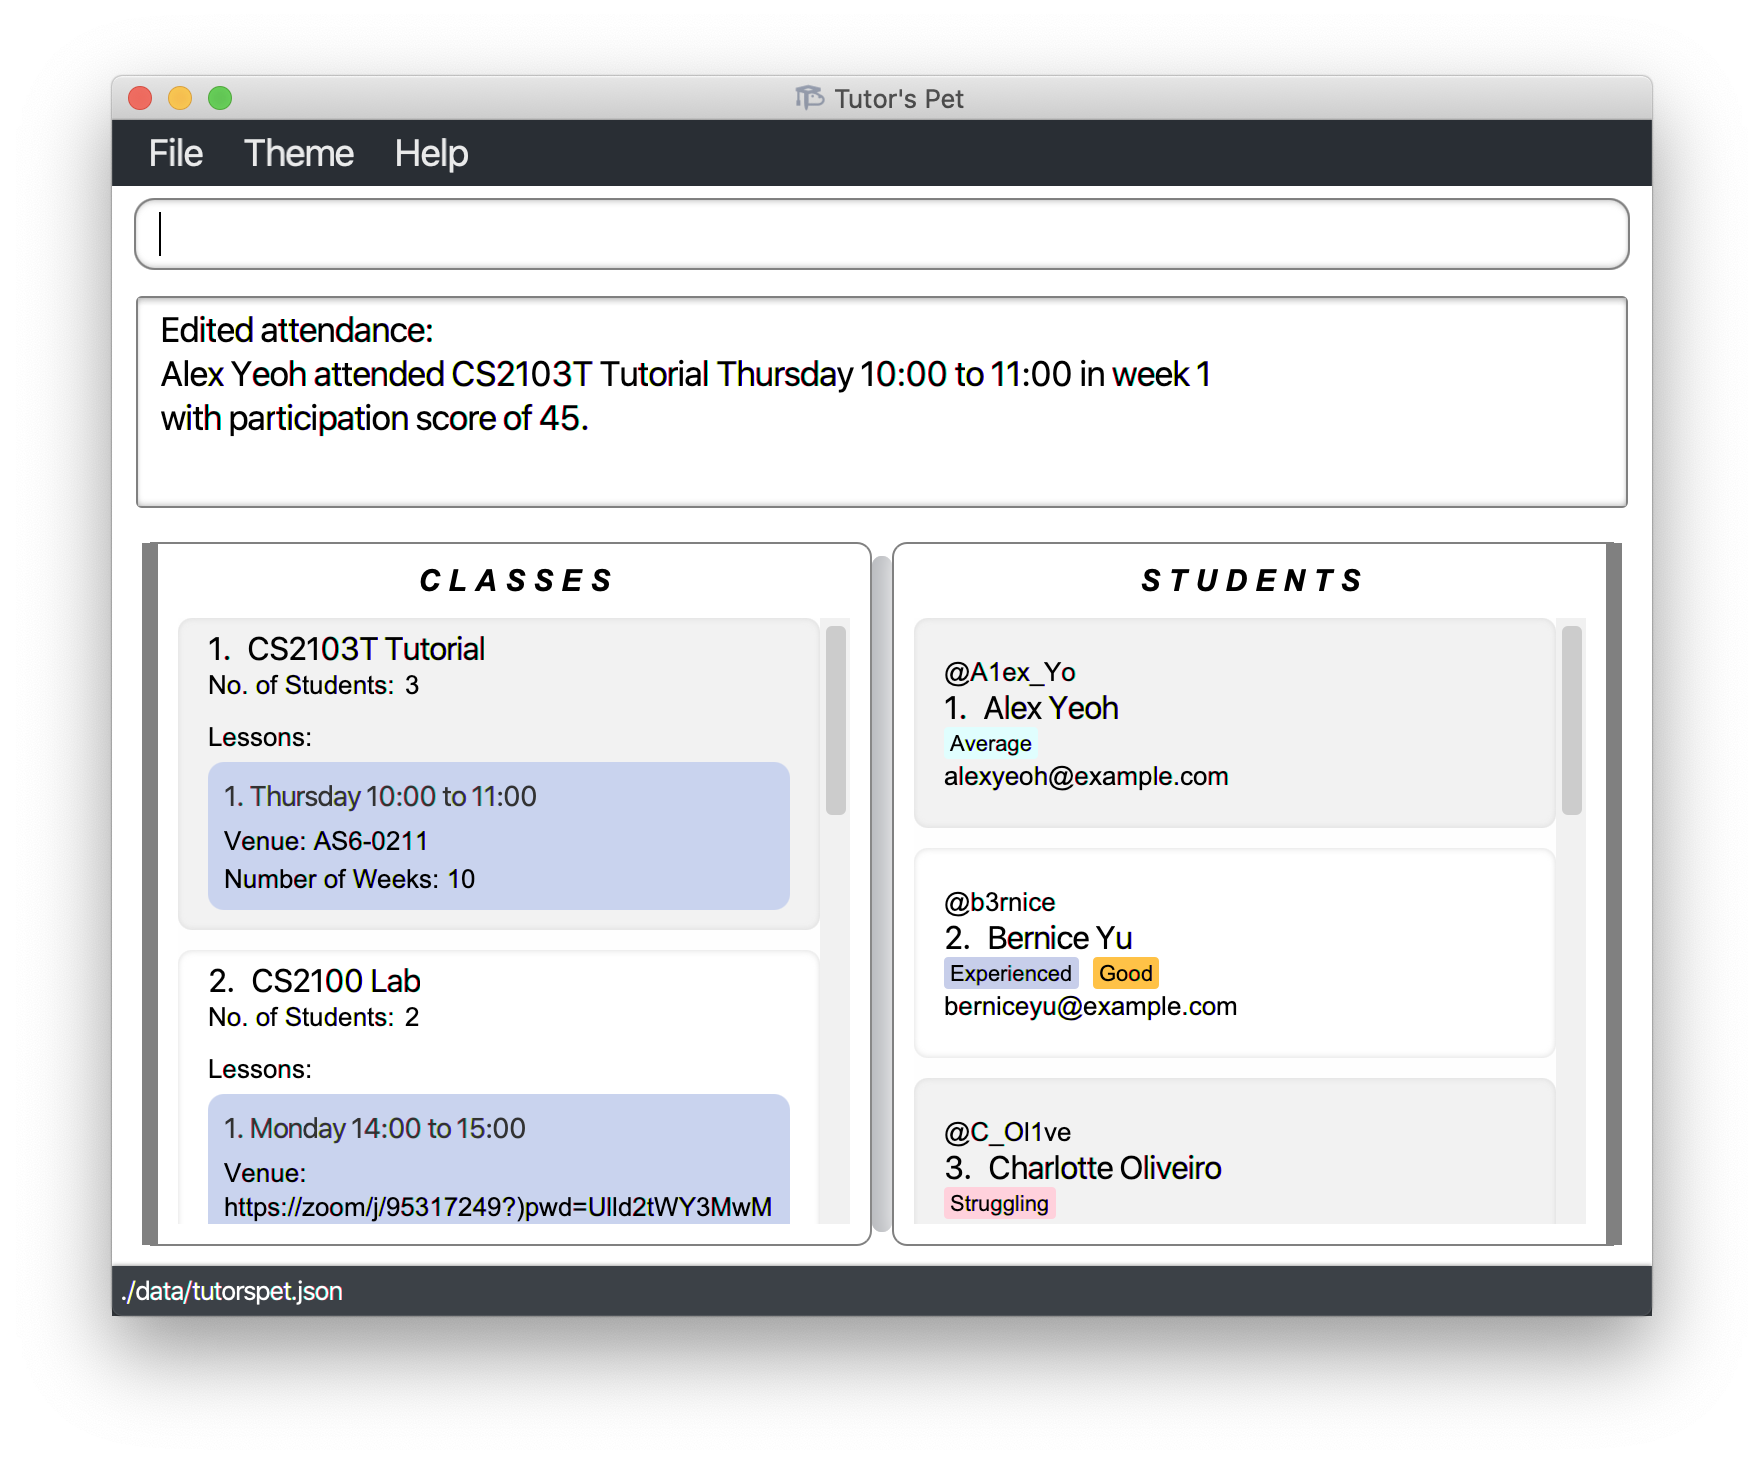 Tutor's Pet
File Theme Help
Edited attendance:
Alex Yeoh attended CS2103T Tutorial Thursday 10:00 to 11:00 in week 1
with participation score of 45.
CLASSES
1. CS2103T Tutorial
No. of Students: 3
Lessons:
1. Thursday 10:00 to 11:00
Venue: AS6-0211
Number of Weeks: 10
2. CS2100 Lab
No. of Students: 2
Lessons:
1. Monday 14:00 to 15:00
Venue:
https://zoom/j/95317249?)pwd=Ulld2tWY3MwM
STUDENTS
@A1ex_Yo
1. Alex Yeoh
Average
alexyeoh@example.com
@b3rnice
2. Bernice Yu
Experienced Good
berniceyu@example.com
@C_Ol1ve
3. Charlotte Oliveiro
Struggling
./data/tutorspet.json